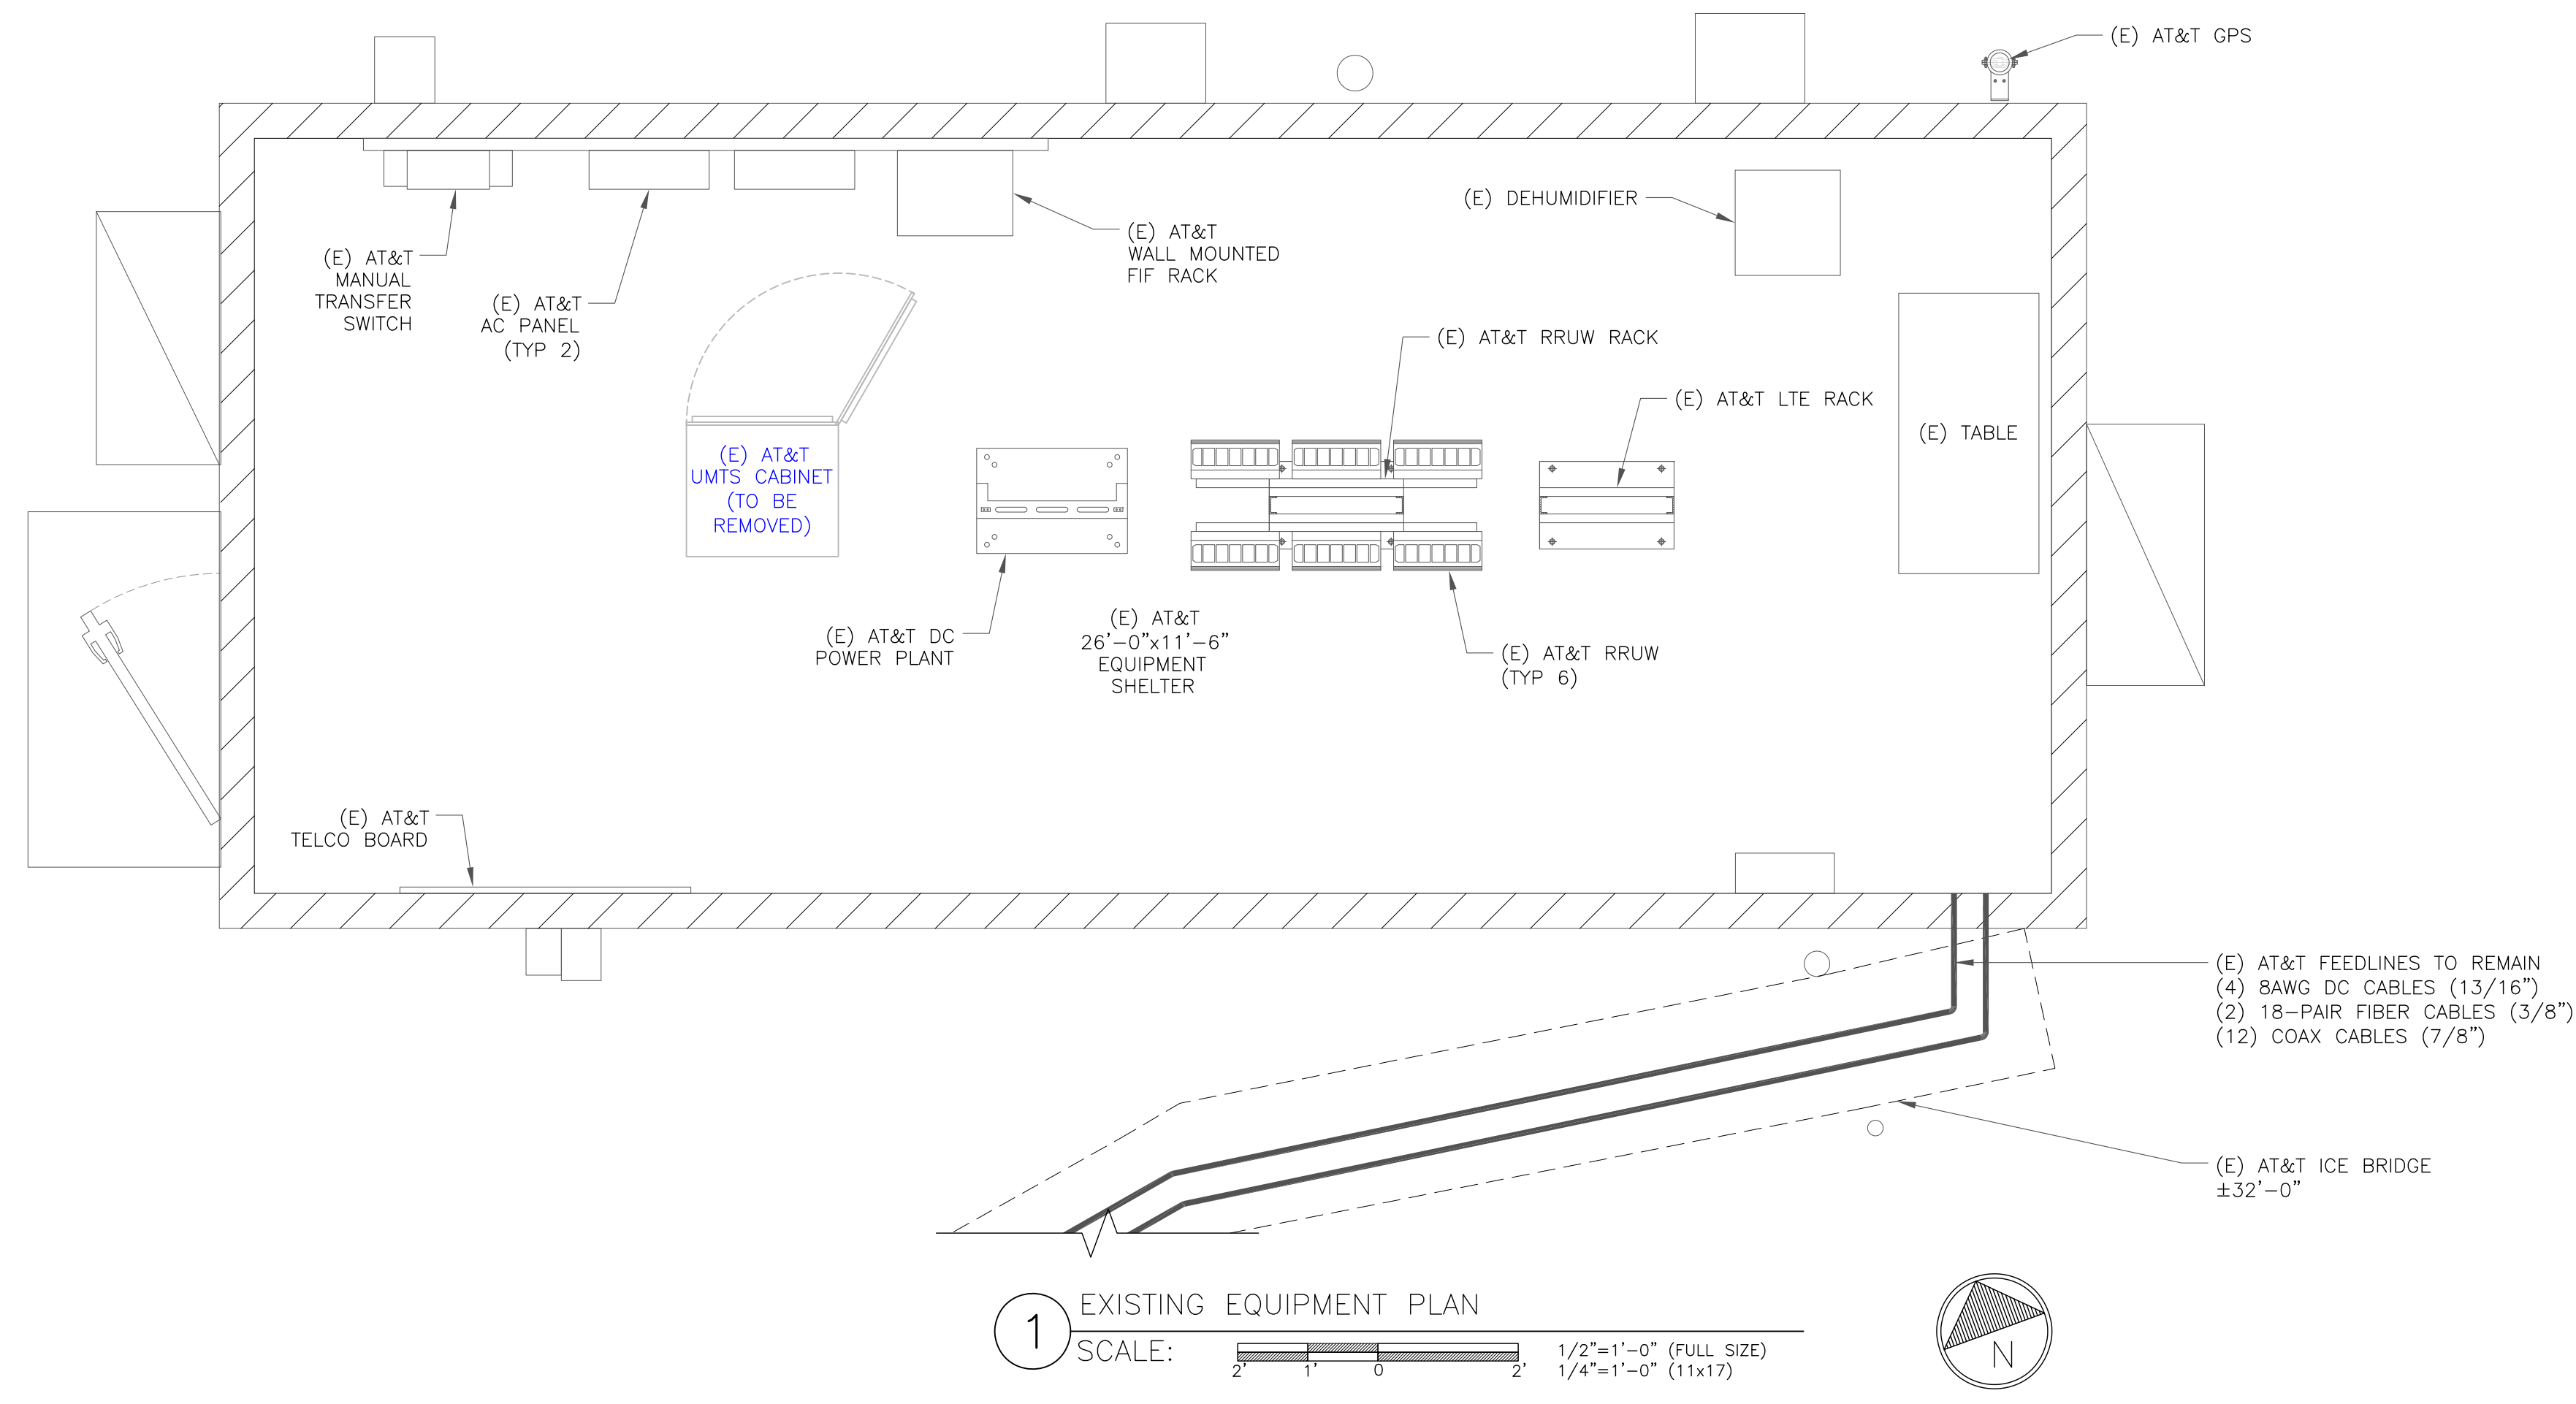 (E) AT&T GPS
(E) AT&T
MANUAL
TRANSFER
SWITCH
(E) AT&T
AC PANEL
(TYP 2)
(E) AT&T
WALL MOUNTED
FIF RACK
(E) DEHUMIDIFIER
(E) AT&T RRUW RACK
(E) AT&T LTE RACK
(E) TABLE
(E) AT&T
UMTS CABINET
(TO BE
REMOVED)
(E) AT&T DC
POWER PLANT
(E) AT&T
26'-0"x11'-6"
EQUIPMENT
SHELTER
(E) AT&T RRUW
(TYP 6)
(E) AT&T
TELCO BOARD
(E) AT&T FEEDLINES TO REMAIN
(4) 8AWG DC CABLES (13/16")
(2) 18-PAIR FIBER CABLES (3/8")
(12) COAX CABLES (7/8")
(E) AT&T ICE BRIDGE
±32'-0"
1
EXISTING EQUIPMENT PLAN
SCALE:
2' 1' 0 2'
1/2"=1'-0" (FULL SIZE)
1/4"=1'-0" (11x17)
N